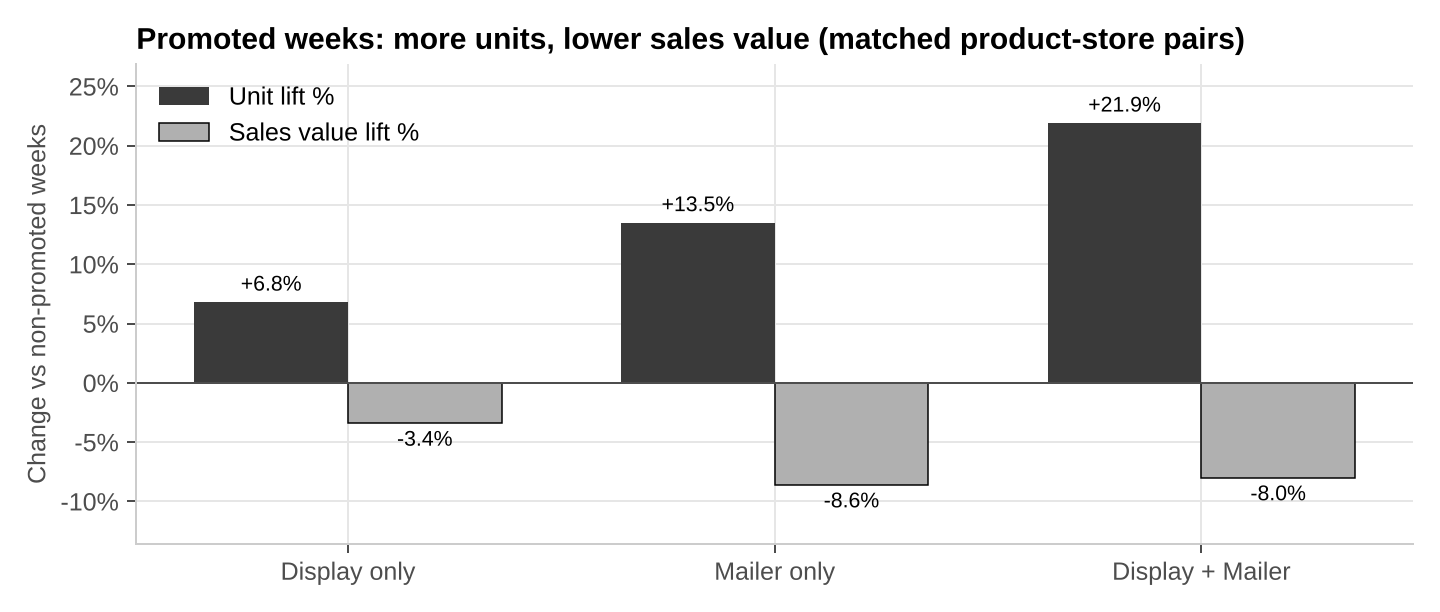 Promoted weeks: more units, lower sales value (matched product-store pairs)
Unit lift %
Sales value lift %
Change vs non-promoted weeks
25%
20%
15%
10%
5%
0%
-5%
-10%
+6.8%
-3.4%
+13.5%
-8.6%
+21.9%
-8.0%
Display only
Mailer only
Display + Mailer